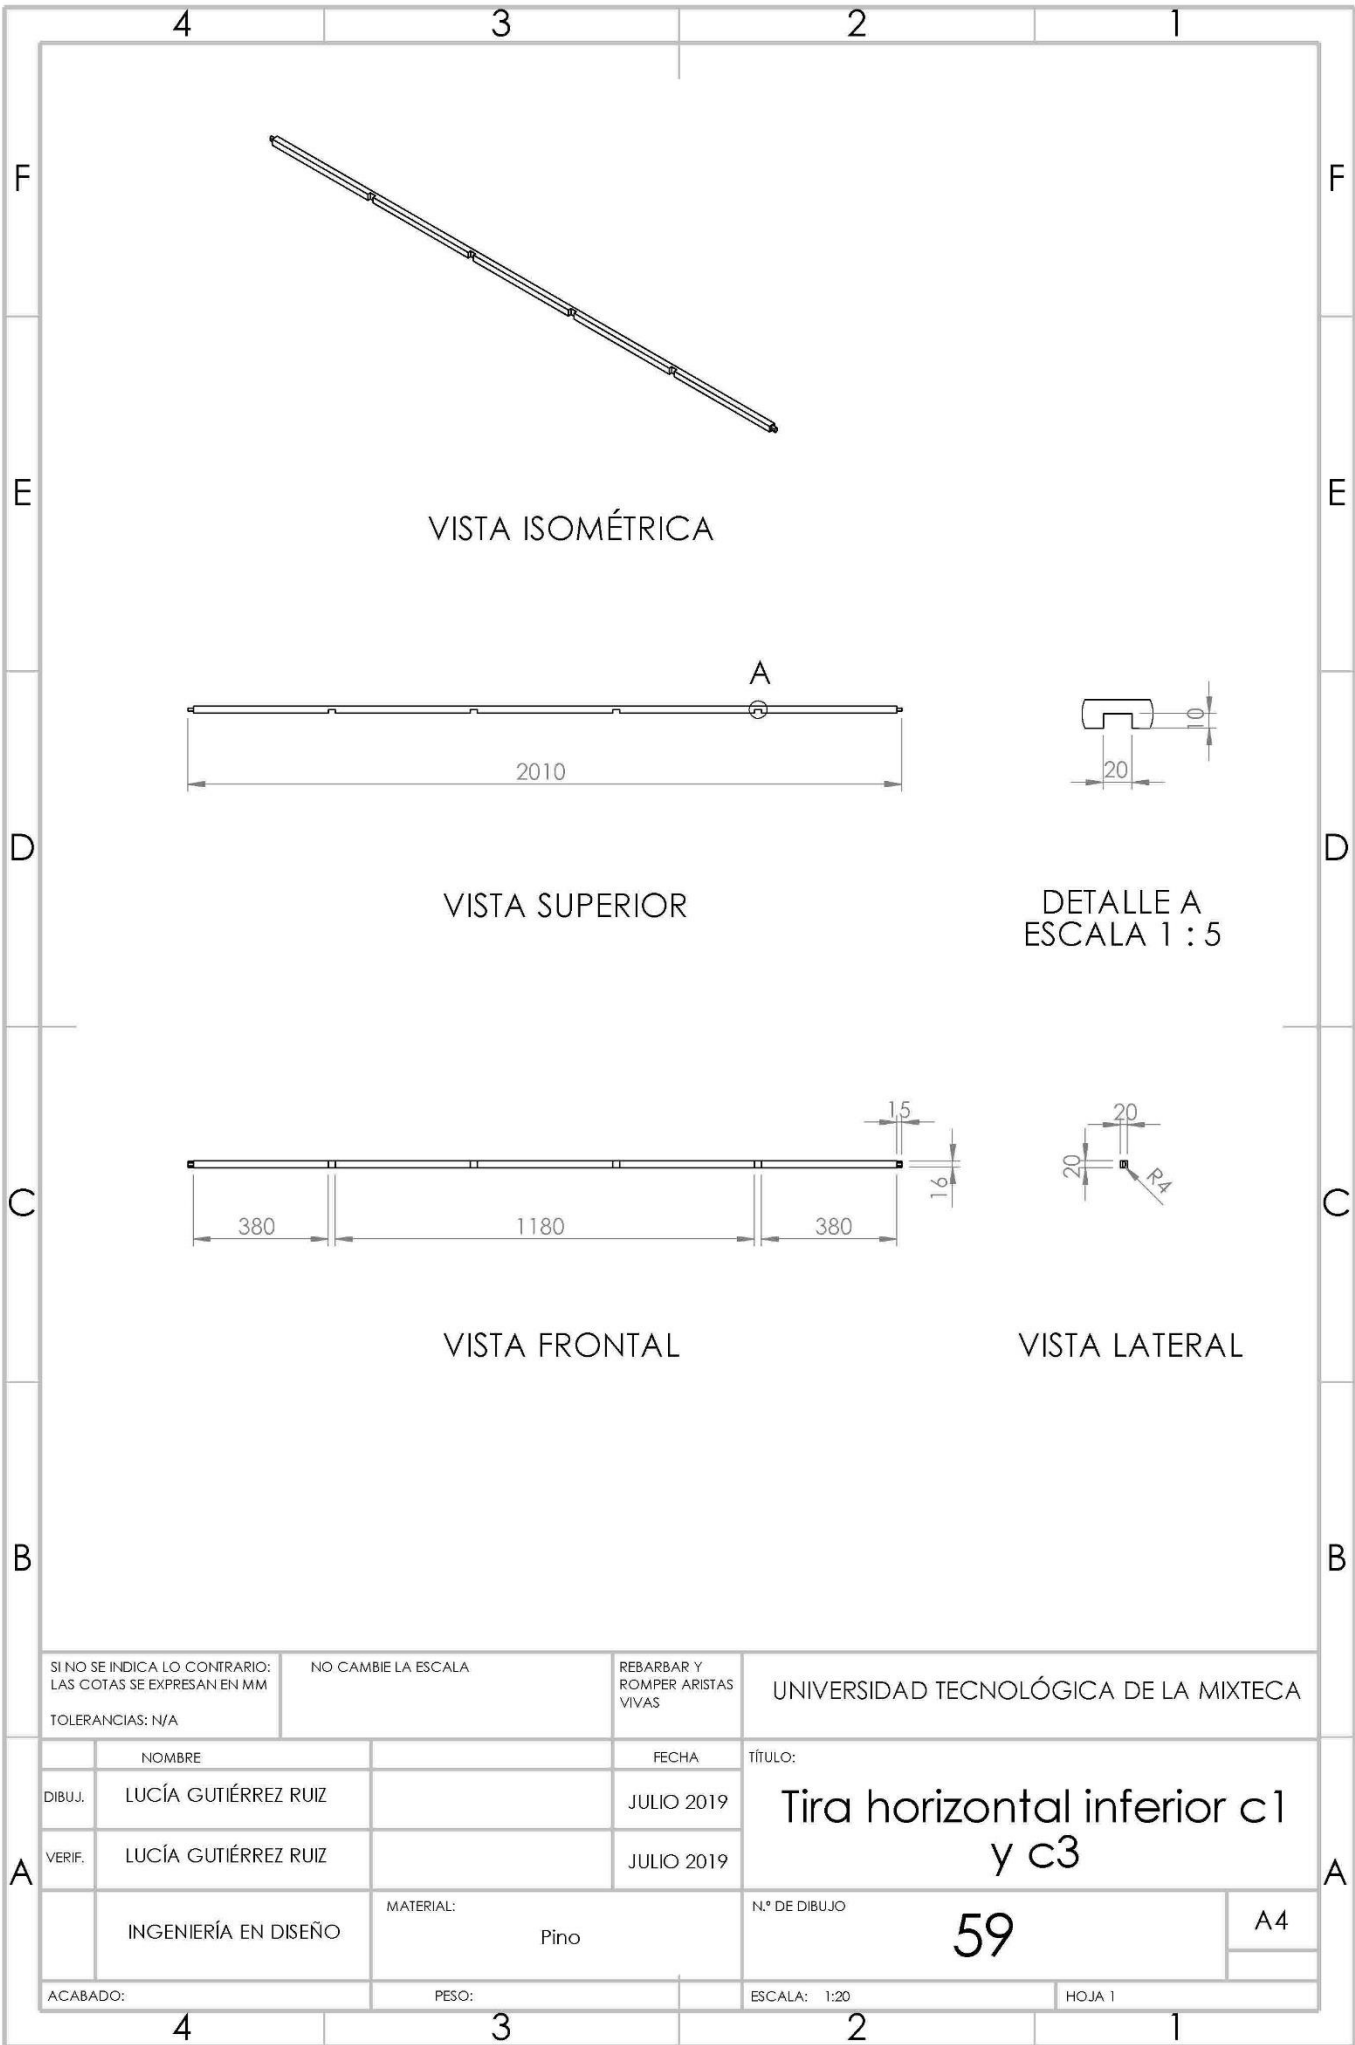 4 3 2 1
F F
E E
VISTA ISOMÉTRICA
A
2010
10
20
D D
VISTA SUPERIOR
DETALLE A
ESCALA 1 : 5
15
16
20
20
R4
C C
380 1180 380
VISTA FRONTAL
VISTA LATERAL
B B
SI NO SE INDICA LO CONTRARIO:
LAS COTAS SE EXPRESAN EN MM
TOLERANCIAS: N/A
NO CAMBIE LA ESCALA
REBARBAR Y
ROMPER ARISTAS
VIVAS
UNIVERSIDAD TECNOLÓGICA DE LA MIXTECA
NOMBRE
FECHA
TÍTULO:
DIBUJ.
LUCÍA GUTIÉRREZ RUIZ
JULIO 2019
Tira horizontal inferior c1
y c3
VERIF.
LUCÍA GUTIÉRREZ RUIZ
JULIO 2019
A A
INGENIERÍA EN DISEÑO
MATERIAL:
Pino
N.º DE DIBUJO
59
A4
ACABADO:
PESO:
ESCALA: 1:20
HOJA 1
4 3 2 1